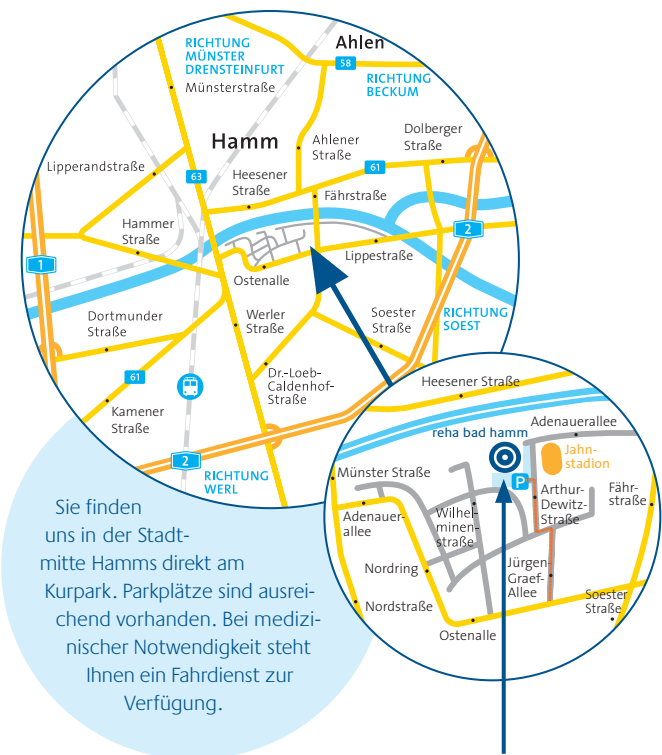 RICHTUNG
MÜNSTER
DRENSTEINFURT
Münsterstraße
Ahlen
58
RICHTUNG
BECKUM
Hamm
Ahlener
Straße
Dolberger
Straße
61
Lipperandstraße
63
Heesener
Straße
Fährstraße
Hammer
Straße
2
1
Lippestraße
Ostenalle
Dortmunder
Straße
Werler
Straße
Soester
Straße
RICHTUNG
SOEST
61
Dr.-Loeb-
Caldenhof-
Straße
Kamener
Straße
2
RICHTUNG
WERL
Heesener Straße
Adenauerallee
reha bad hamm
Jahn-
stadion
Münster Straße
P
Arthur-
Dewitz-
Straße
Fähr-
straße
Adenauer-
allee
Wilhel-
minen-
straße
Nordring
Jürgen-
Graef-
Allee
Nordstraße
Soester
Straße
Ostenalle
Sie finden
uns in der Stadt-
mitte Hamms direkt am
Kurpark. Parkplätze sind ausrei-
chend vorhanden. Bei medizi-
nischer Notwendigkeit steht
Ihnen ein Fahrdienst zur
Verfügung.